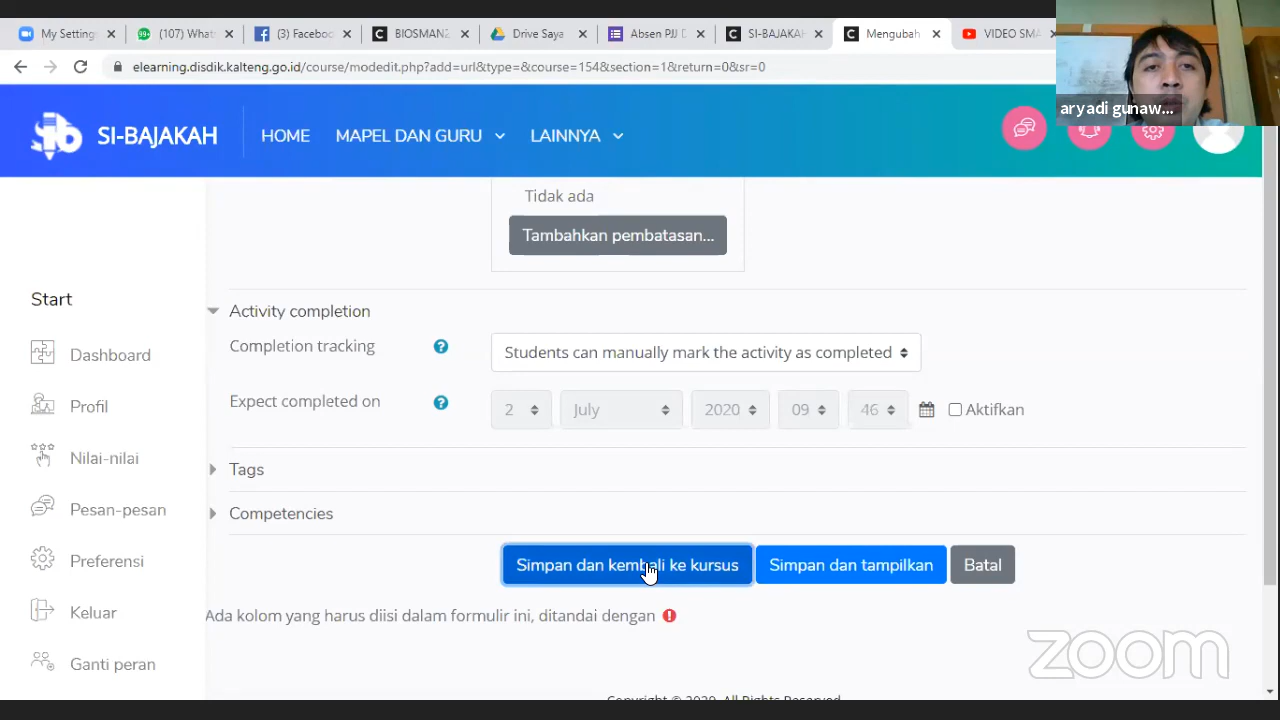 My Setting
(107) What
(3) Faceboo
BIOSMAN2
Drive Saya
Absen PJJ D
SI-BAJAKAH
Mengubah
VIDEO SMA
elearning.disdik.kalteng.go.id/course/modedit.php?add=url&type=&course=154&section=1&return=0&sr=0
aryadi gunaw...
SI-BAJAKAH
HOME
MAPEL DAN GURU
LAINNYA
Tidak ada
Tambahkan pembatasan...
Start
Activity completion
Completion tracking
Students can manually mark the activity as completed
Expect completed on
2 July 2020 09 46 Aktifkan
Dashboard
Profil
Nilai-nilai
Pesan-pesan
Preferensi
Keluar
Ganti peran
Tags
Competencies
Simpan dan kembali ke kursus
Simpan dan tampilkan
Batal
Ada kolom yang harus diisi dalam formulir ini, ditandai dengan
zoom
Copyright © 2020. All Rights Reserved